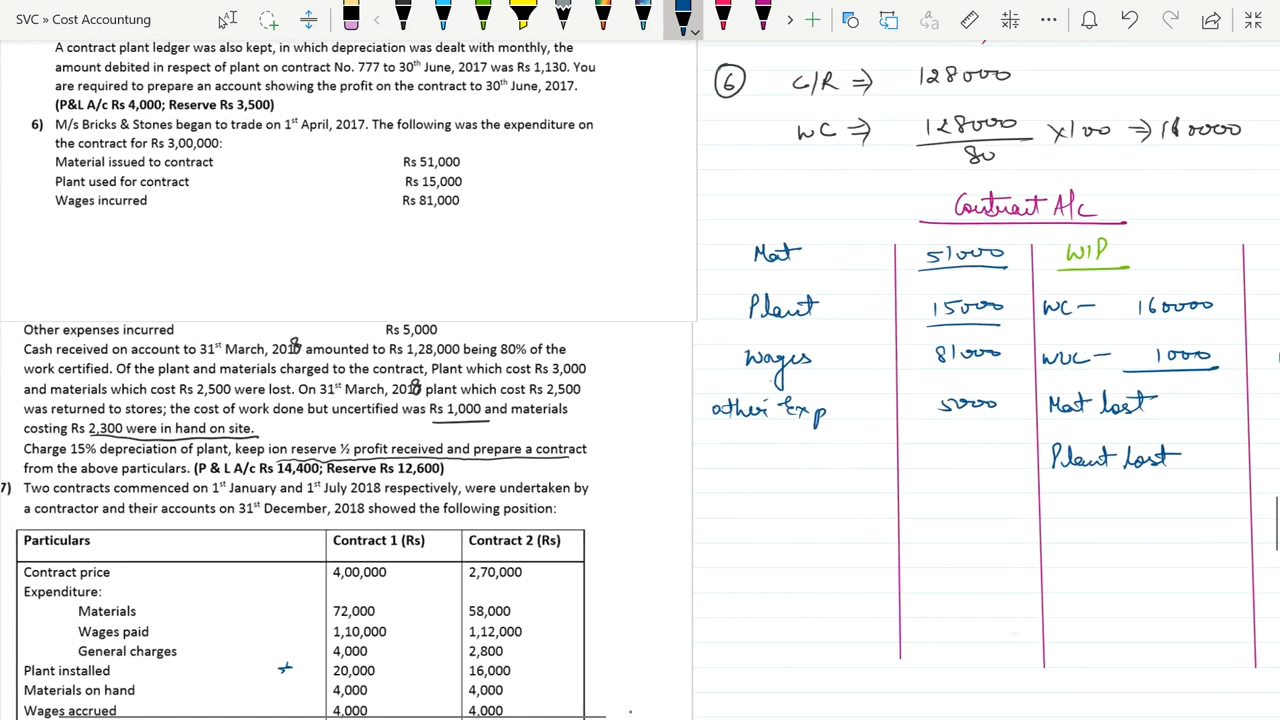 SVC » Cost Accountung
A contract plant ledger was also kept, in which depreciation was dealt with monthly, the
amount debited in respect of plant on contract No. 777 to 30th June, 2017 was Rs 1,130. You
are required to prepare an account showing the profit on the contract to 30th June, 2017.
(P&L A/c Rs 4,000; Reserve Rs 3,500)
6) M/s Bricks & Stones began to trade on 1st April, 2017. The following was the expenditure on
the contract for Rs 3,00,000:
Material issued to contract Rs 51,000
Plant used for contract Rs 15,000
Wages incurred Rs 81,000
Other expenses incurred Rs 5,000
Cash received on account to 31st March, 2018 amounted to Rs 1,28,000 being 80% of the
work certified. Of the plant and materials charged to the contract, Plant which cost Rs 3,000
and materials which cost Rs 2,500 were lost. On 31st March, 2018 plant which cost Rs 2,500
was returned to stores; the cost of work done but uncertified was Rs 1,000 and materials
costing Rs 2,300 were in hand on site.
Charge 15% depreciation of plant, keep ion reserve ½ profit received and prepare a contract
from the above particulars. (P & L A/c Rs 14,400; Reserve Rs 12,600)
7) Two contracts commenced on 1st January and 1st July 2018 respectively, were undertaken by
a contractor and their accounts on 31st December, 2018 showed the following position:
Particulars Contract 1 (Rs) Contract 2 (Rs)
Contract price 4,00,000 2,70,000
Expenditure:
Materials 72,000 58,000
Wages paid 1,10,000 1,12,000
General charges 4,000 2,800
Plant installed 20,000 16,000
Materials on hand 4,000 4,000
Wages accrued 4,000 4,000
6 C/R ⇒ 128000
WC ⇒ 128000/80 ×100 ⇒ 160000
Contract A/c
Mat 51000 WIP
Plant 15000 WC – 160000
Wages 81000 WUC – 1000
other Exp 5000 Mat lost
Plant lost